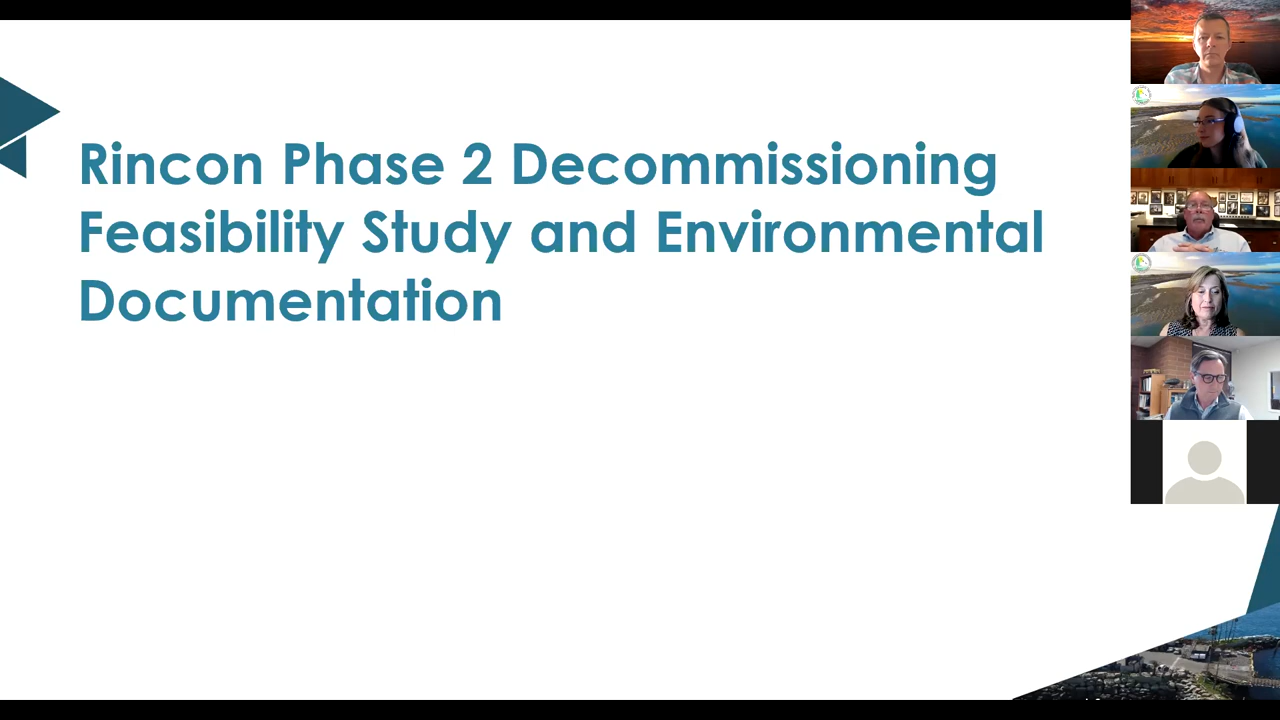 Rincon Phase 2 Decommissioning
Feasibility Study and Environmental
Documentation